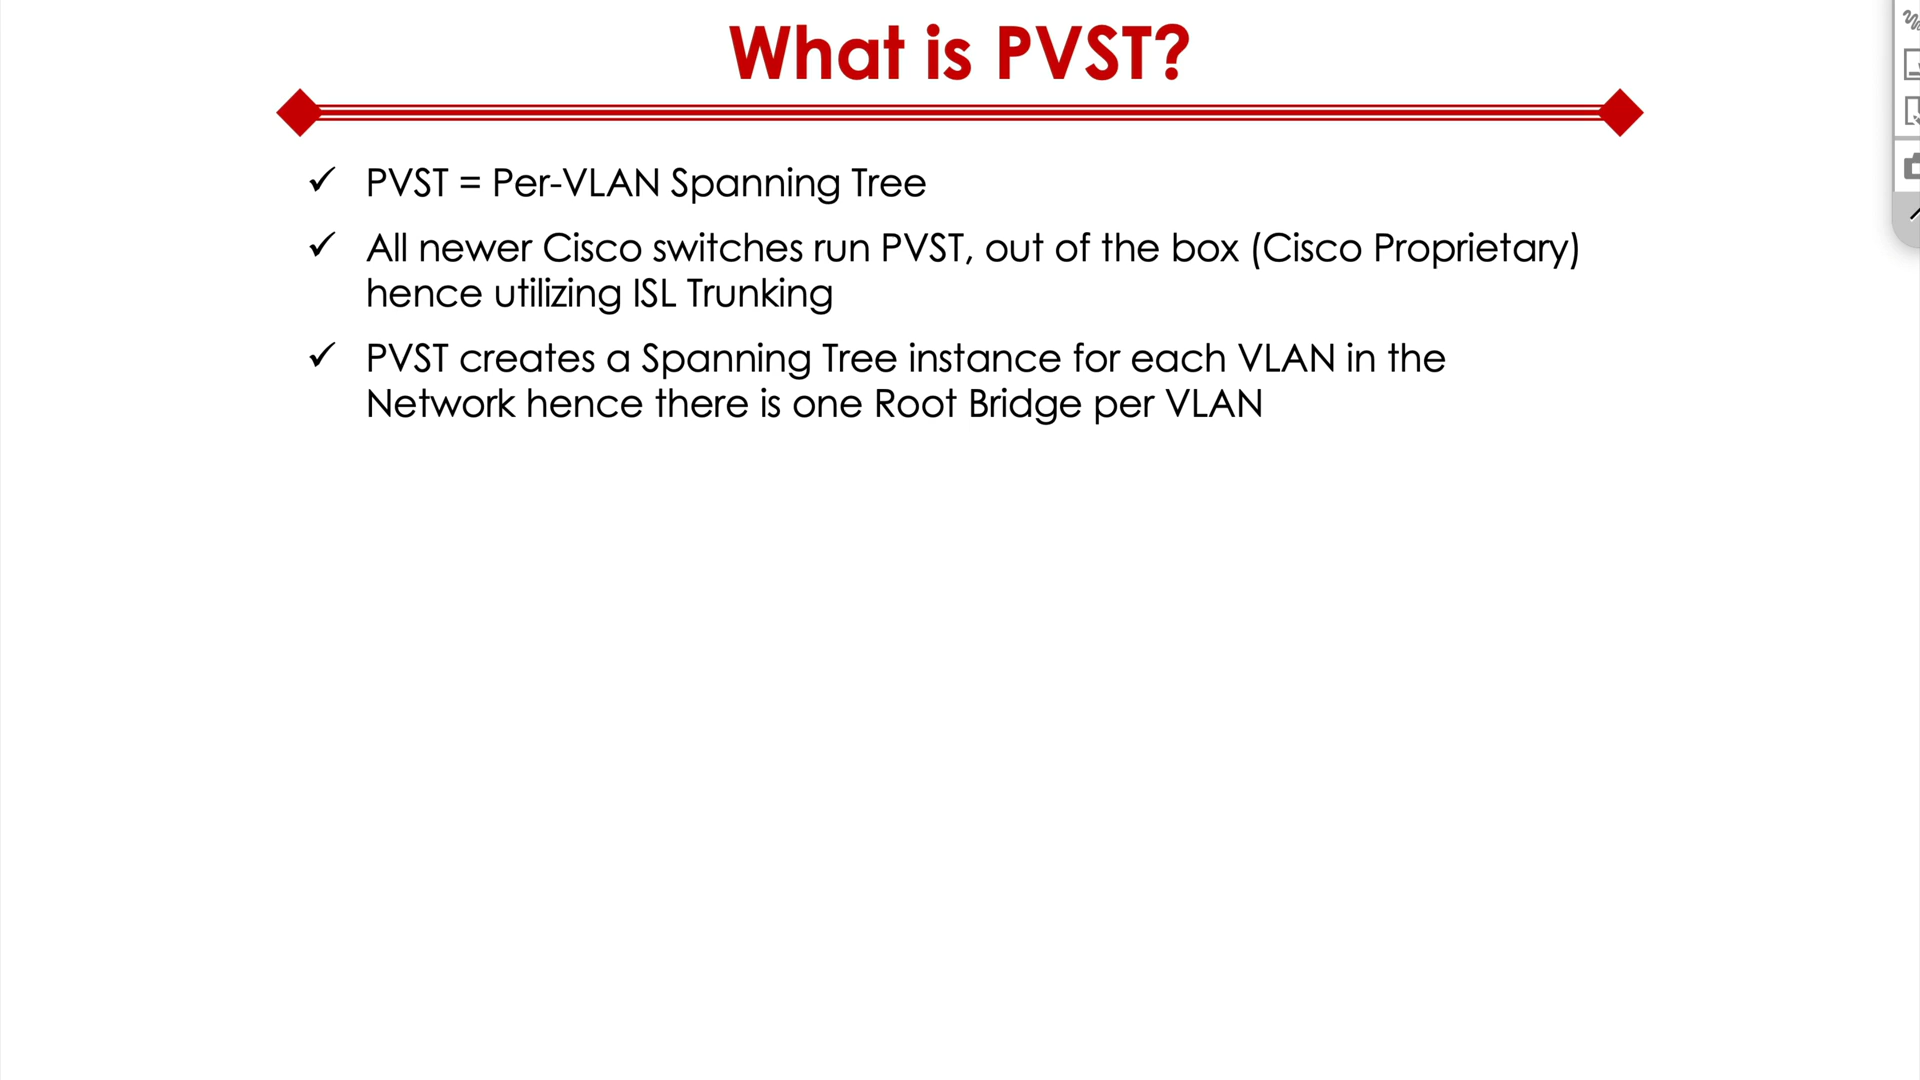 What is PVST?
✓ PVST = Per-VLAN Spanning Tree
✓ All newer Cisco switches run PVST, out of the box (Cisco Proprietary)
hence utilizing ISL Trunking
✓ PVST creates a Spanning Tree instance for each VLAN in the
Network hence there is one Root Bridge per VLAN